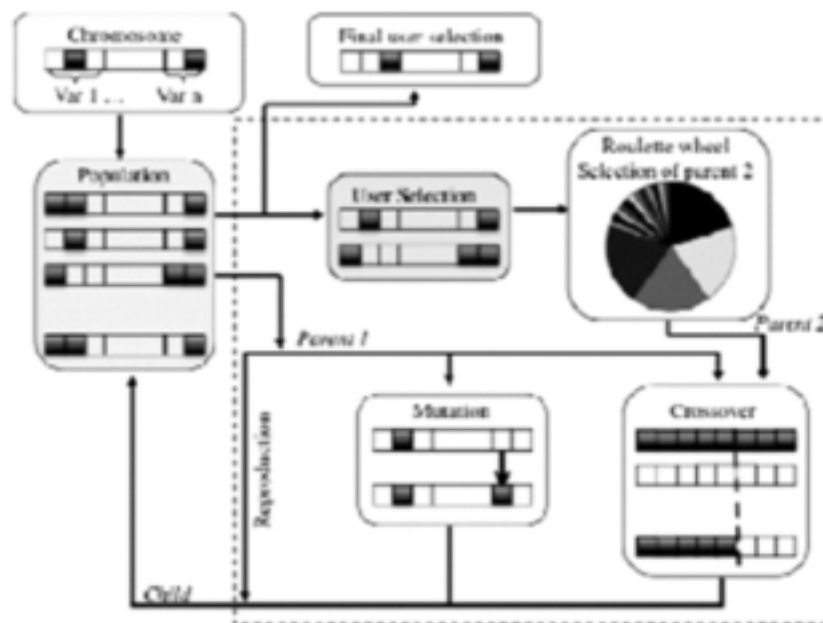 Chromosome
Var 1 ... Var n
Final user selection
Population
User Selection
Roulette wheel
Selection of parent 2
Parent 1
Parent 2
Reproduction
Mutation
Crossover
Child